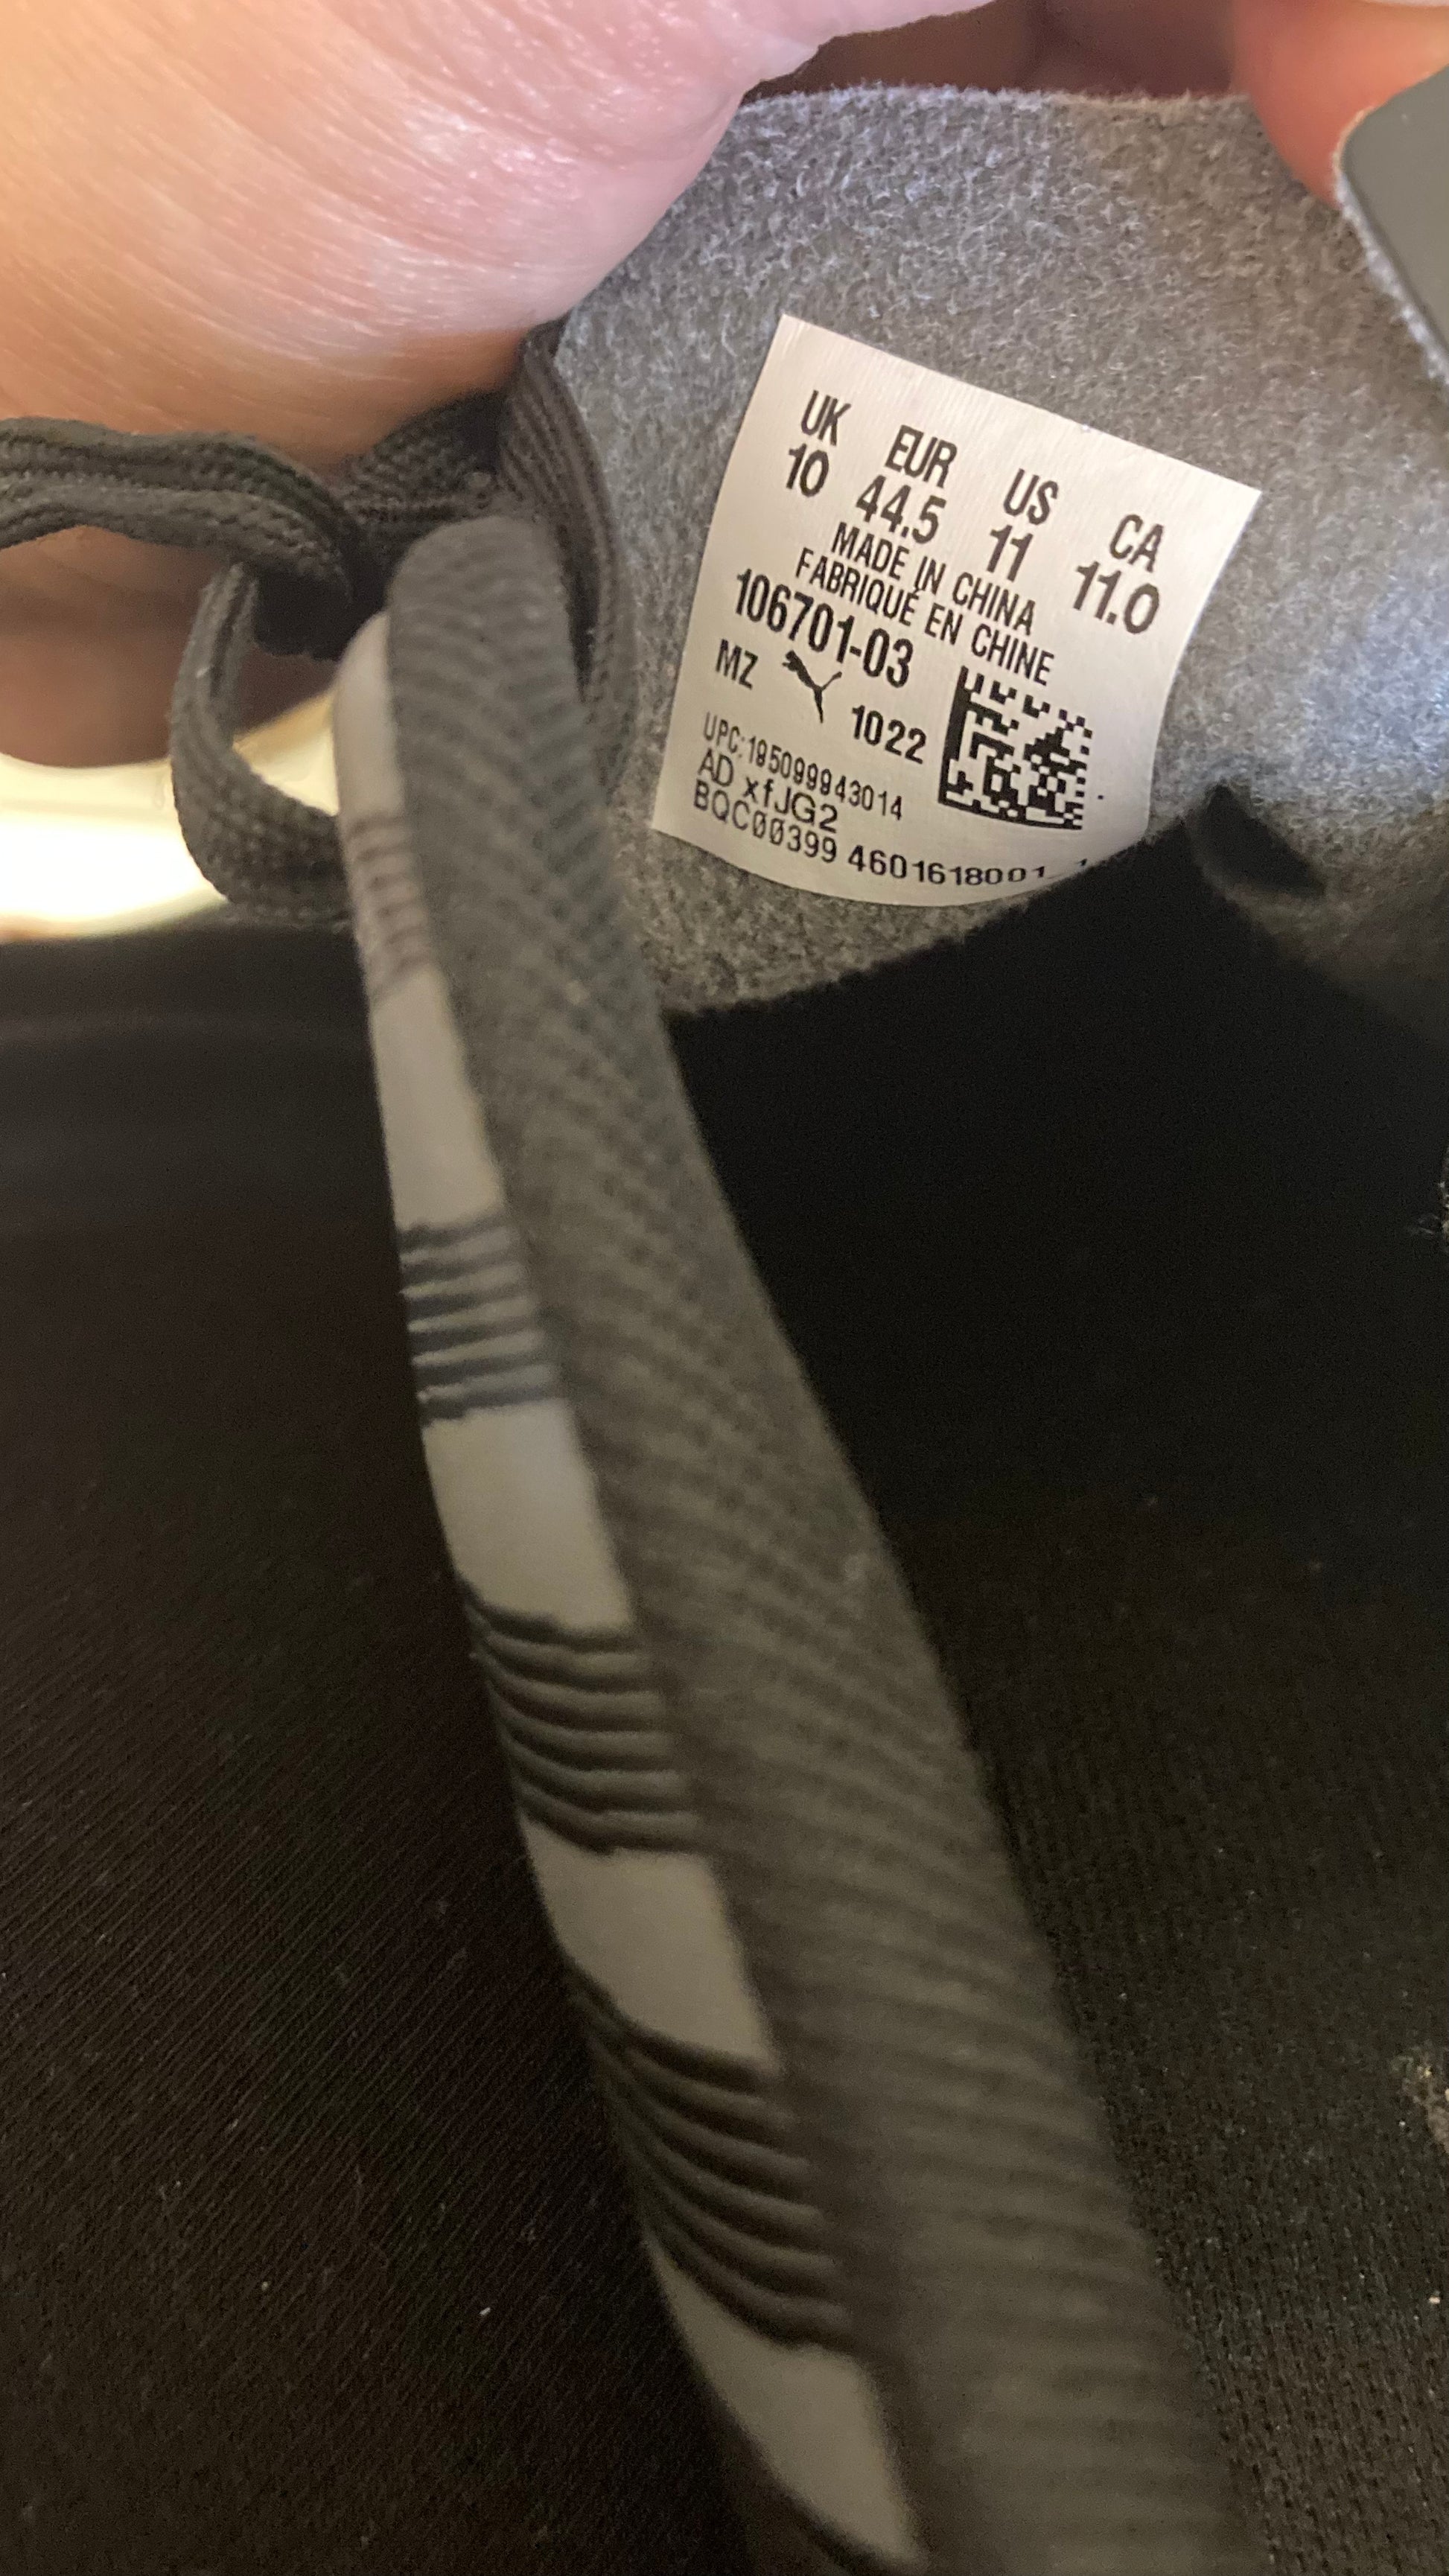 UK EUR US CA
10 44.5 11 11.0
MADE IN CHINA
FABRIQUÉ EN CHINE
106701-03
MZ 1022
UPC:195099943014
AD xfJG2
BQC00399 4601618001